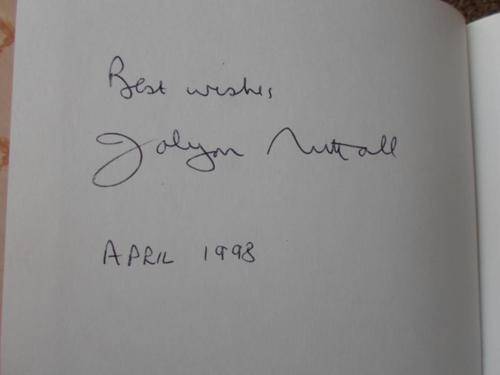 Best wishes,
Jolyon Nuttall
APRIL 1998